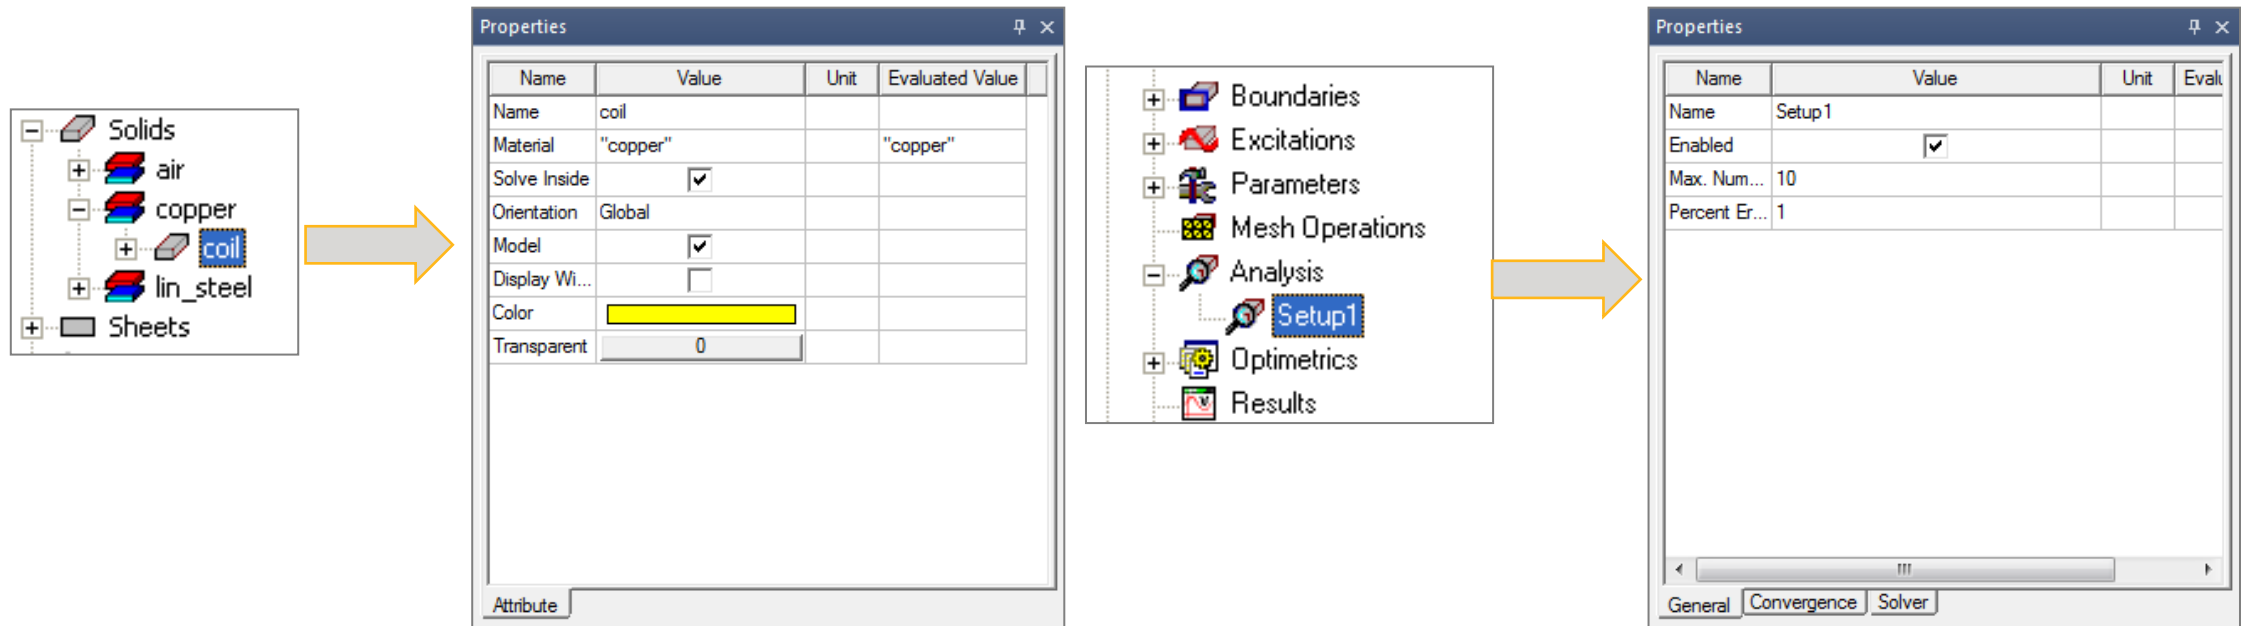 Solids
air
copper
coil
lin_steel
Sheets
Properties
Name Value Unit Evaluated Value
Name coil
Material "copper" "copper"
Solve Inside
Orientation Global
Model
Display Wi...
Color
Transparent 0
Attribute
Boundaries
Excitations
Parameters
Mesh Operations
Analysis
Setup1
Optimetrics
Results
Properties
Name Value Unit Evalu
Name Setup1
Enabled
Max. Num... 10
Percent Er... 1
General Convergence Solver